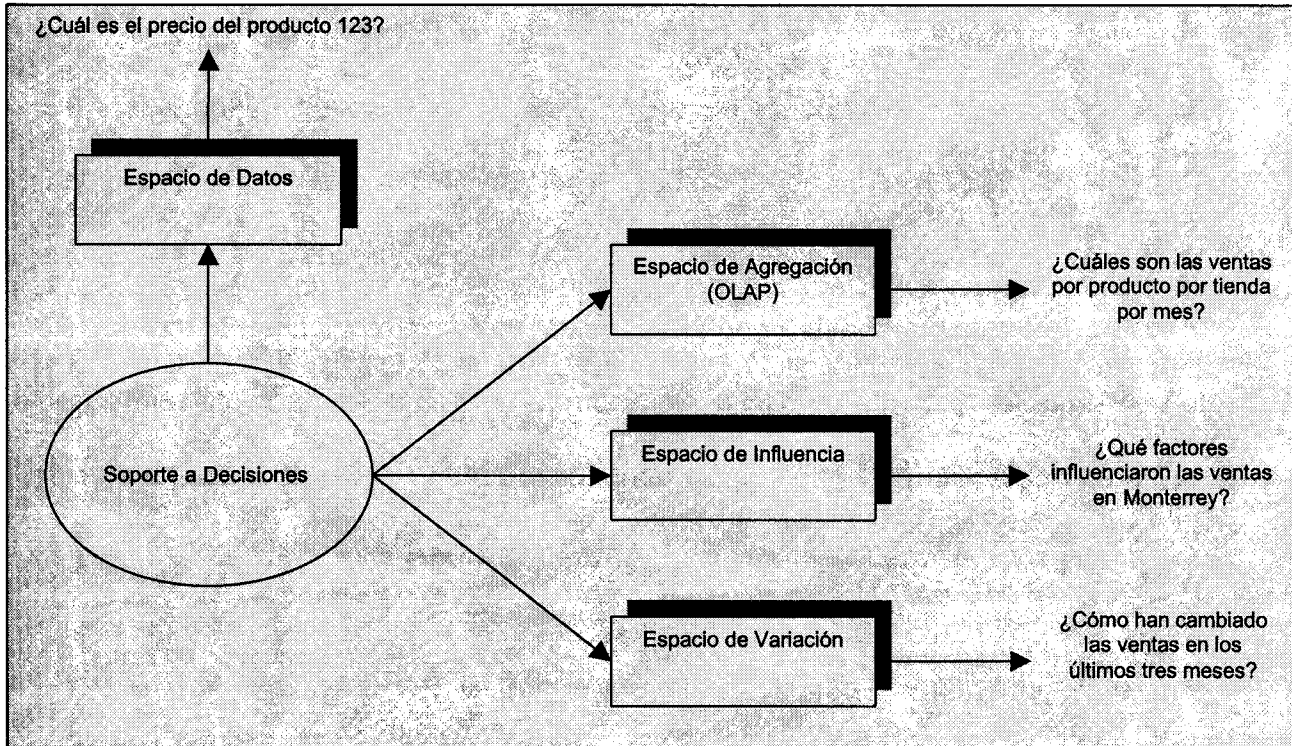 ¿Cuál es el precio del producto 123?
Espacio de Datos
Espacio de Agregación
(OLAP)
¿Cuáles son las ventas
por producto por tienda
por mes?
Soporte a Decisiones
Espacio de Influencia
¿Qué factores
influenciaron las ventas
en Monterrey?
Espacio de Variación
¿Cómo han cambiado
las ventas en los
últimos tres meses?